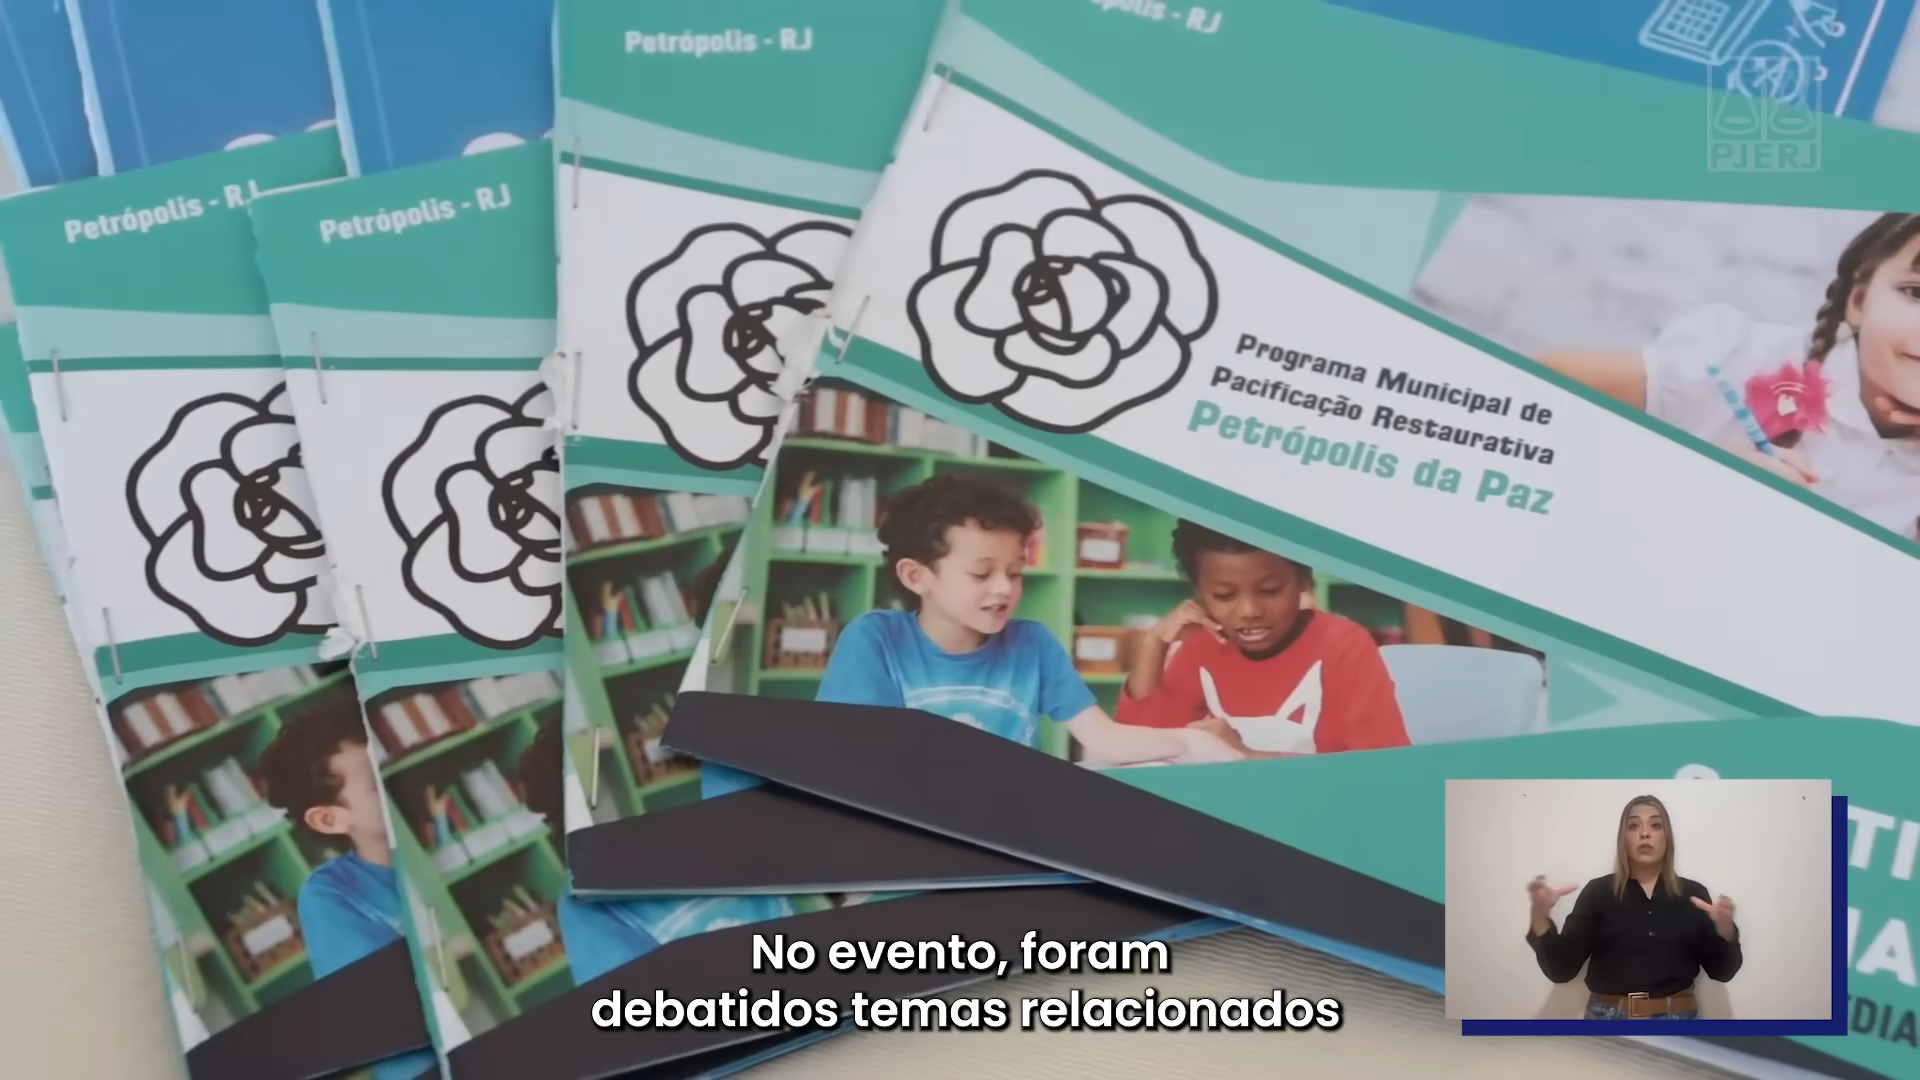 Petrópolis - RJ
Petrópolis - RJ
Petrópolis - RJ
- RJ
PJERJ
Programa Municipal de
Pacificação Restaurativa
Petrópolis da Paz
No evento, foram
debatidos temas relacionados